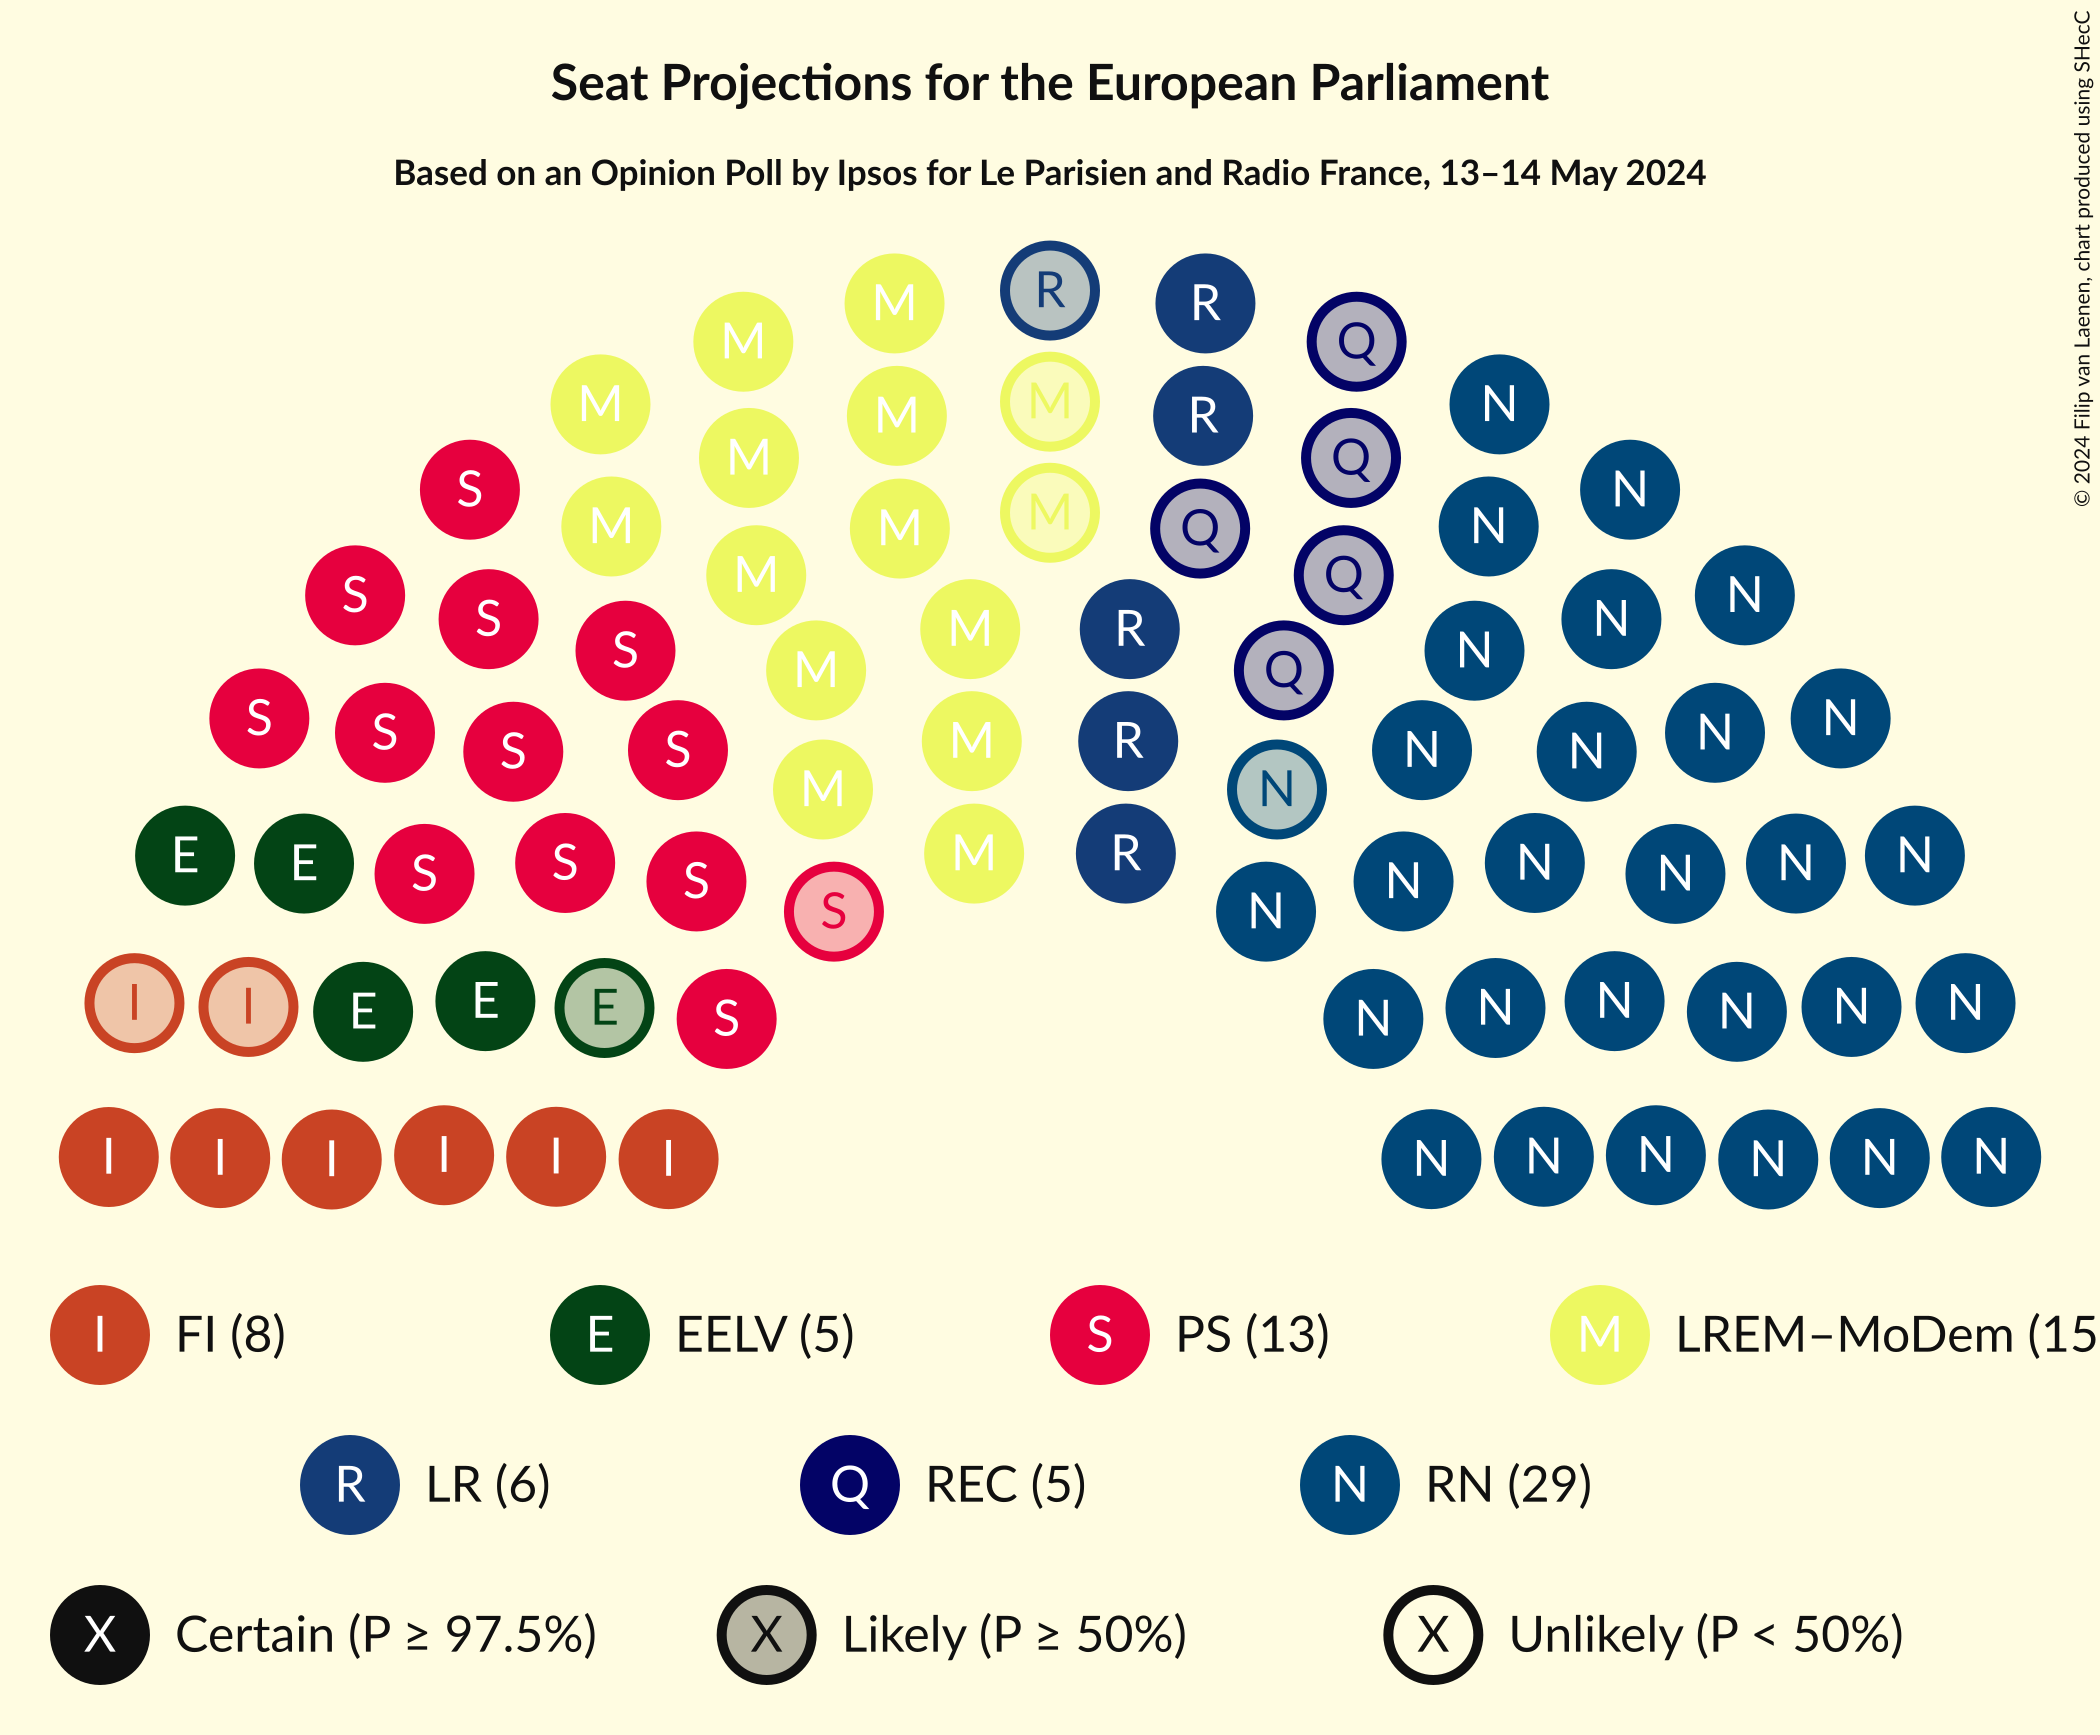 Seat Projections for the European Parliament
Based on an Opinion Poll by Ipsos for Le Parisien and Radio France, 13–14 May 2024
© 2024 Filip van Laenen, chart produced using SHecC
R
M R Q
M M N
M M R
M Q
S M M N
M Q N
M Q
S M Q N
S M R N
S N
M Q
S S N N
S S M R N N
M N
E E S S S M R N N N N N
S N
I I E E E S N N N N N N
I I I I I I N N N N N N
I FI (8) E EELV (5) S PS (13) M LREM–MoDem (15
R LR (6) Q REC (5) N RN (29)
X Certain (P ≥ 97.5%) X Likely (P ≥ 50%) X Unlikely (P < 50%)